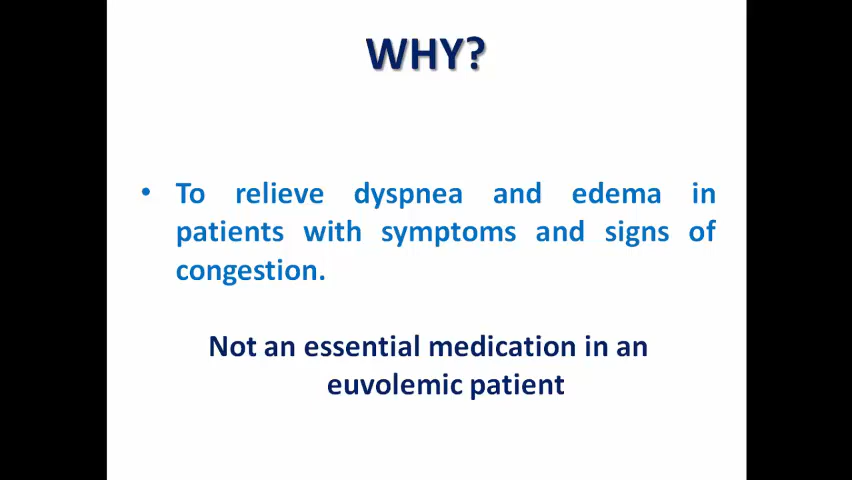 WHY?
• To relieve dyspnea and edema in
patients with symptoms and signs of
congestion.
Not an essential medication in an
euvolemic patient